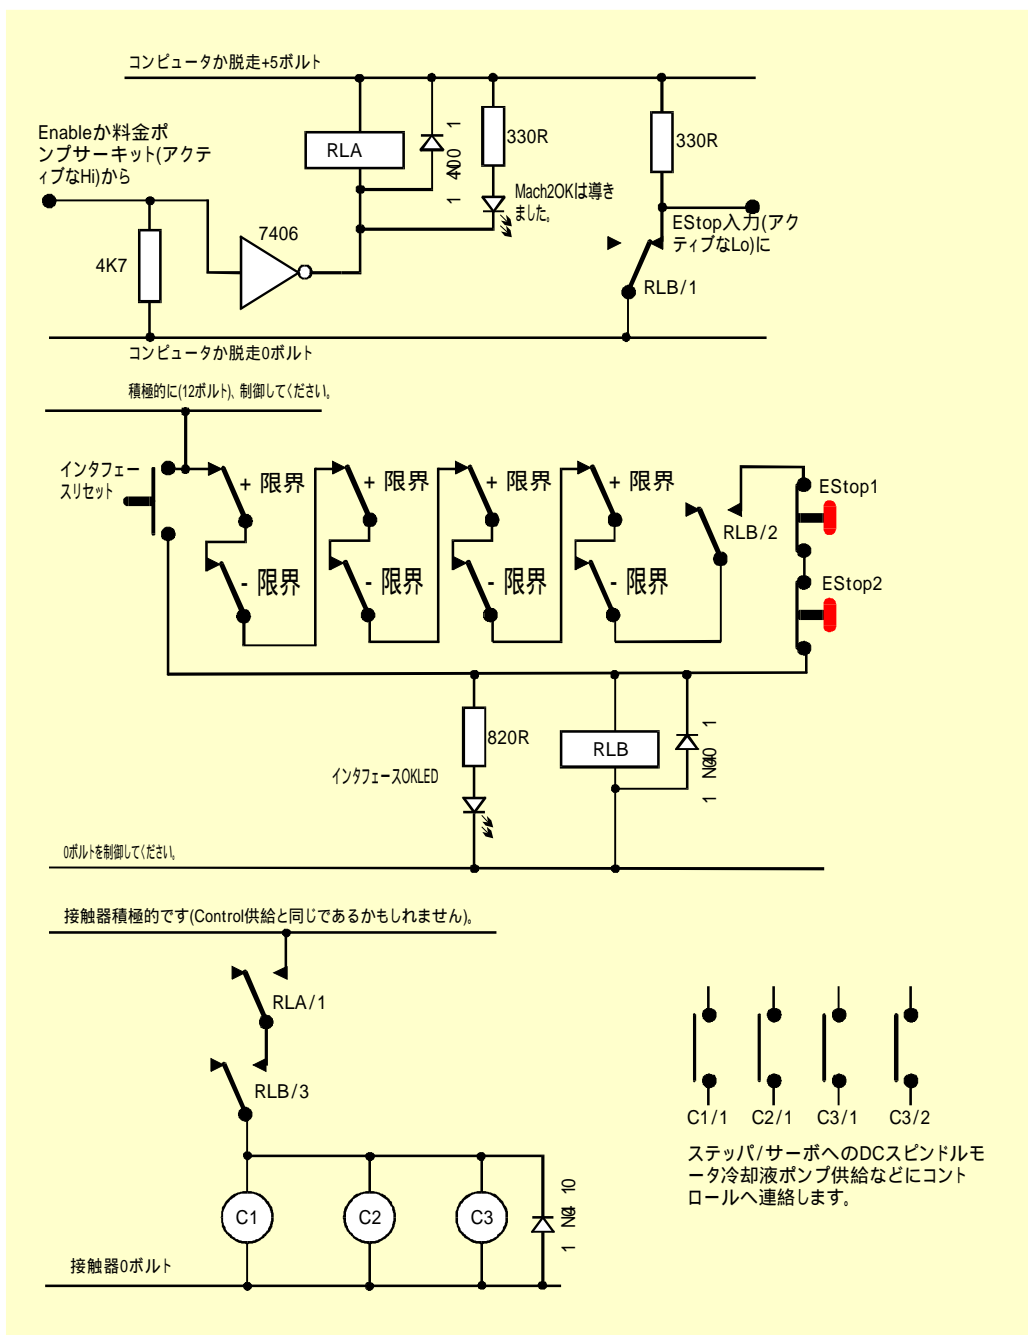 コンピュータか脱走+5ボルト
Enableか料金ポ
ンプサーキット(アクテ
ィブなHi)から
RLA
330R
330R
Mach2OKは導き
ました。
EStop入力(アク
ティブなLo)に
7406
4K7
RLB/1
コンピュータか脱走0ボルト
積極的に(12ボルト)、制御してください。
インタフェー
スリセット
+ 限界
+ 限界
+ 限界
+ 限界
EStop1
RLB/2
- 限界
- 限界
- 限界
- 限界
EStop2
820R
RLB
インタフェースOKLED
0ボルトを制御してください。
接触器積極的です(Control供給と同じであるかもしれません)。
RLA/1
RLB/3
C1/1
C2/1
C3/1
C3/2
ステッパ/サーボへのDCスピンドルモ
ータ冷却液ポンプ供給などにコント
ロールへ連絡します。
C1
C2
C3
接触器0ボルト